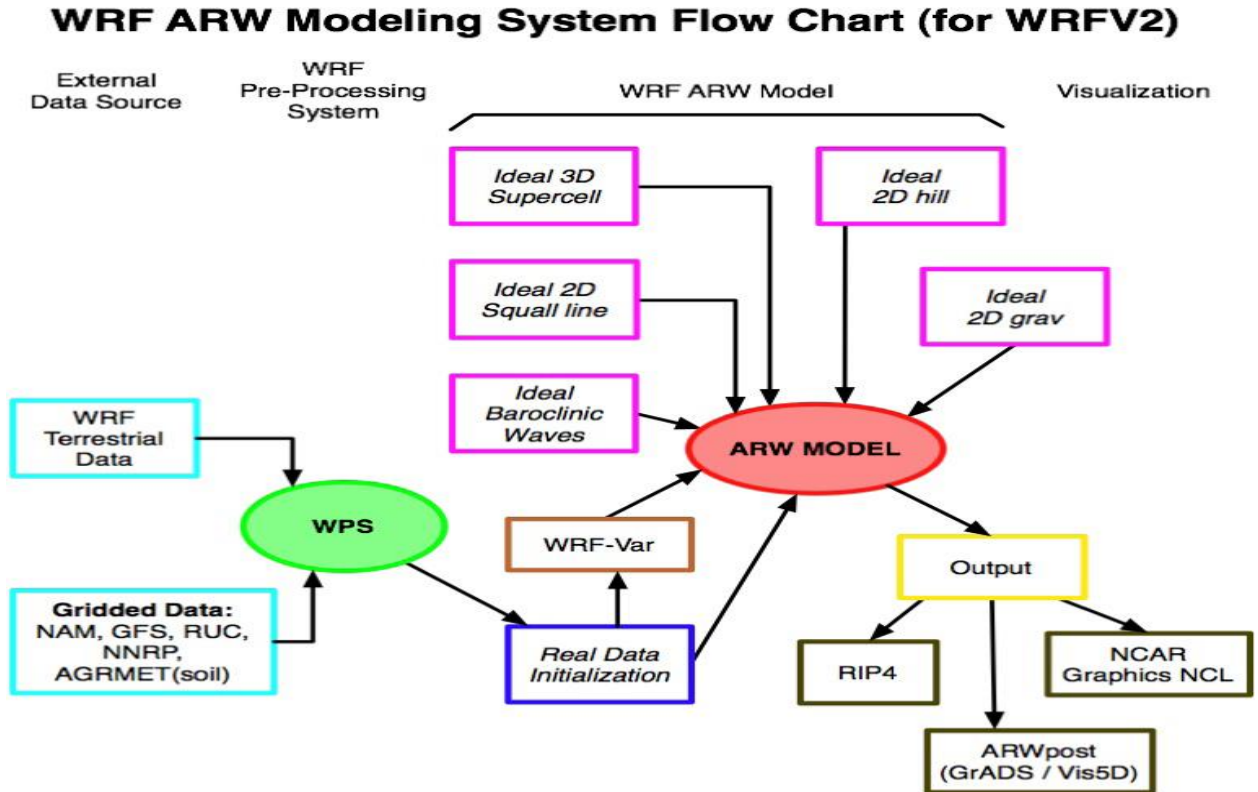 WRF ARW Modeling System Flow Chart (for WRFV2)
External
Data Source
WRF
Pre-Processing
System
WRF ARW Model
Visualization
Ideal 3D
Supercell
Ideal
2D hill
Ideal 2D
Squall line
Ideal
2D grav
Ideal
Baroclinic
Waves
WRF
Terrestrial
Data
ARW MODEL
WPS
WRF-Var
Output
Gridded Data:
NAM, GFS, RUC,
NNRP,
AGRMET(soil)
Real Data
Initialization
RIP4
NCAR
Graphics NCL
ARWpost
(GrADS / Vis5D)